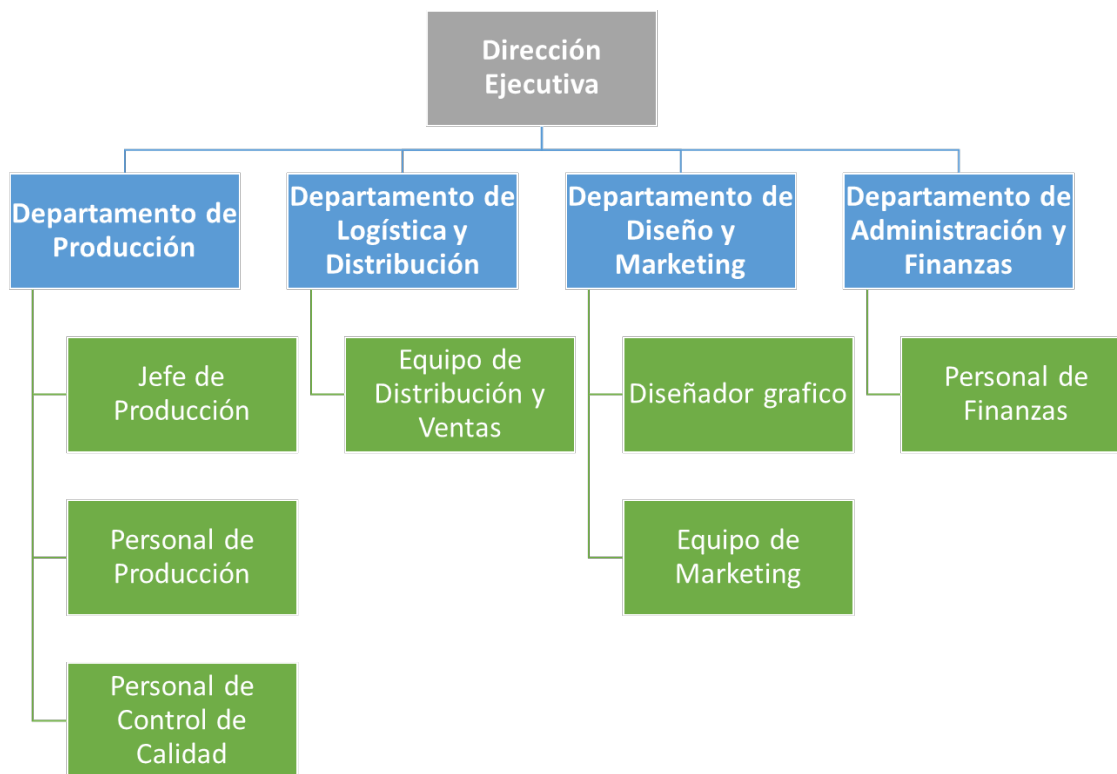 Dirección
Ejecutiva
Departamento de
Producción
Departamento de
Logística y
Distribución
Departamento de
Diseño y
Marketing
Departamento de
Administración y
Finanzas
Jefe de
Producción
Equipo de
Distribución y
Ventas
Diseñador grafico
Personal de
Finanzas
Personal de
Producción
Equipo de
Marketing
Personal de
Control de
Calidad